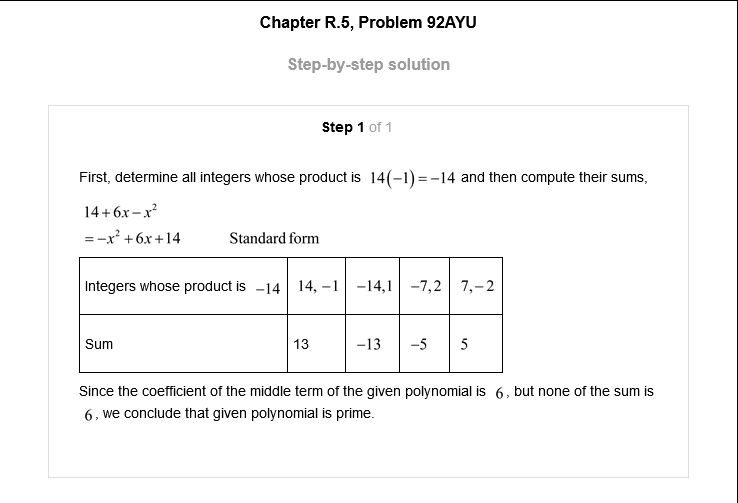 Chapter R.5, Problem 92AYU
Step-by-step solution
Step 1 of 1
First, determine all integers whose product is 14(−1)=−14 and then compute their sums,
14+6x−x²
=−x²+6x+14 Standard form
Integers whose product is −14 14, −1 −14,1 −7,2 7,−2
Sum 13 −13 −5 5
Since the coefficient of the middle term of the given polynomial is 6, but none of the sum is
6, we conclude that given polynomial is prime.